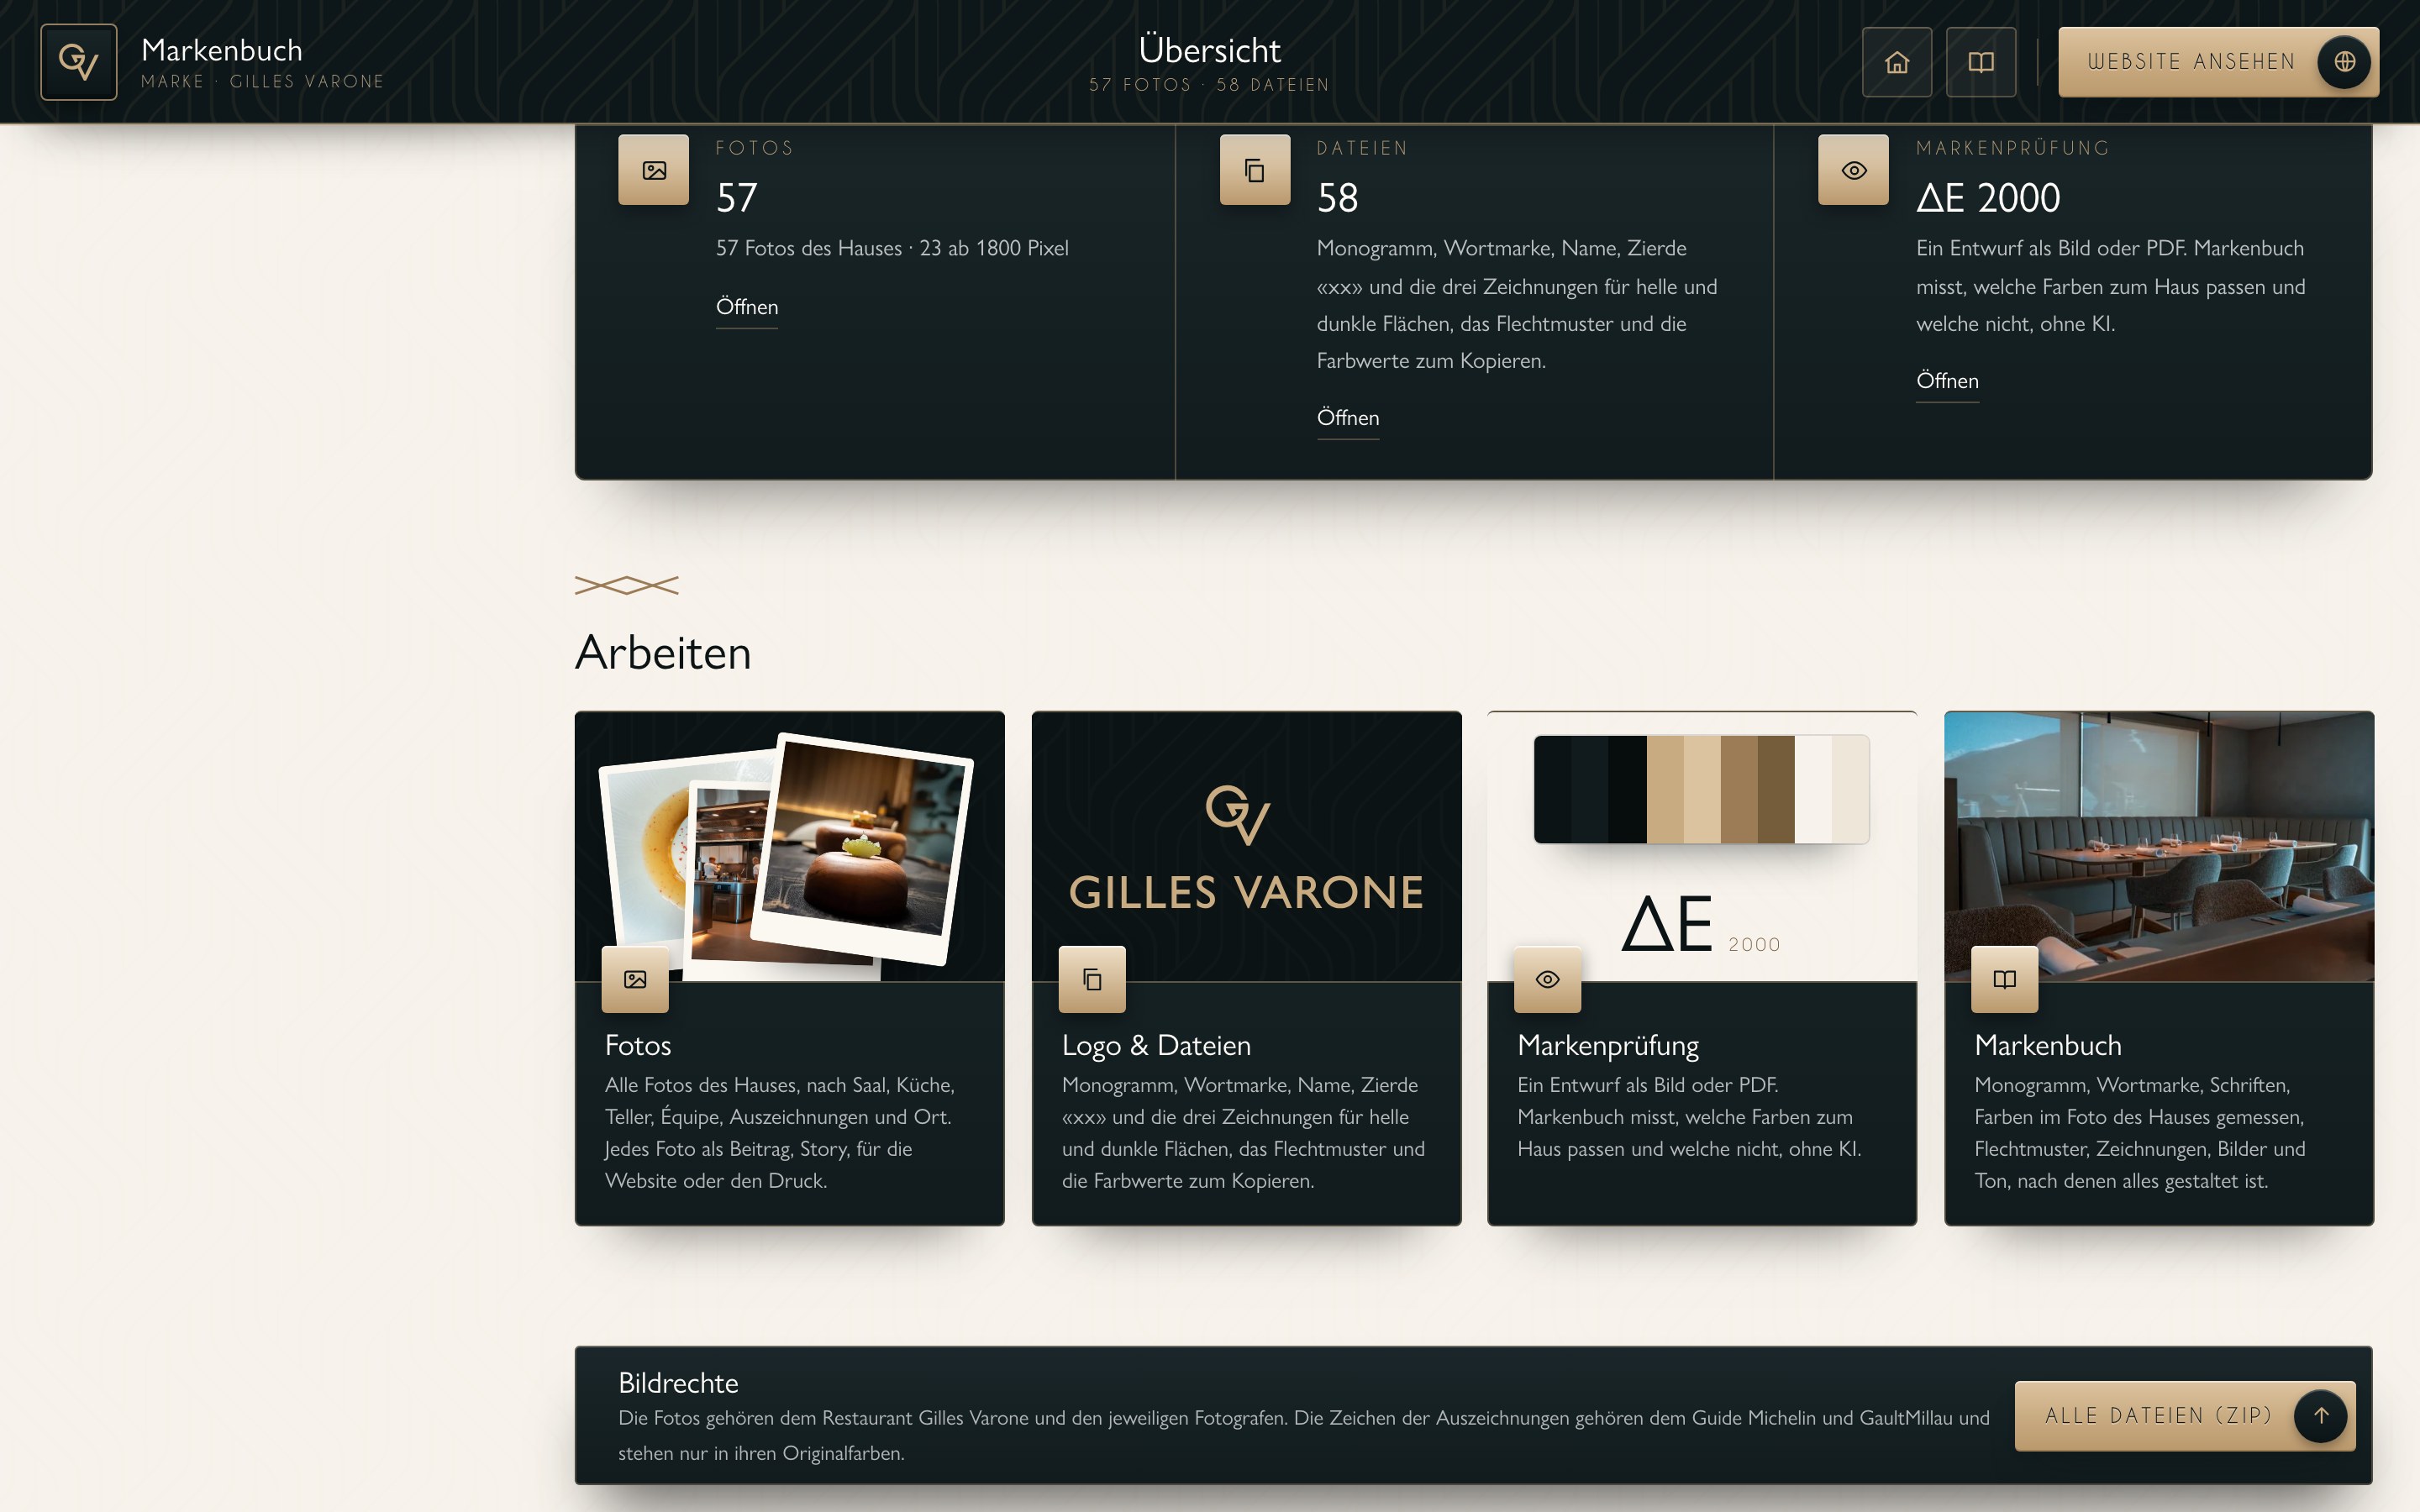 GV
Markenbuch
MARKE · GILLES VARONE
Übersicht
57 FOTOS · 58 DATEIEN
WEBSITE ANSEHEN
FOTOS
57
57 Fotos des Hauses · 23 ab 1800 Pixel
Öffnen
DATEIEN
58
Monogramm, Wortmarke, Name, Zierde
«xx» und die drei Zeichnungen für helle und
dunkle Flächen, das Flechtmuster und die
Farbwerte zum Kopieren.
Öffnen
MARKENPRÜFUNG
ΔE 2000
Ein Entwurf als Bild oder PDF. Markenbuch
misst, welche Farben zum Haus passen und
welche nicht, ohne KI.
Öffnen
Arbeiten
Fotos
Alle Fotos des Hauses, nach Saal, Küche,
Teller, Équipe, Auszeichnungen und Ort.
Jedes Foto als Beitrag, Story, für die
Website oder den Druck.
GV
GILLES VARONE
Logo & Dateien
Monogramm, Wortmarke, Name, Zierde
«xx» und die drei Zeichnungen für helle
und dunkle Flächen, das Flechtmuster und
die Farbwerte zum Kopieren.
ΔE 2000
Markenprüfung
Ein Entwurf als Bild oder PDF.
Markenbuch misst, welche Farben zum
Haus passen und welche nicht, ohne KI.
Markenbuch
Monogramm, Wortmarke, Schriften,
Farben im Foto des Hauses gemessen,
Flechtmuster, Zeichnungen, Bilder und
Ton, nach denen alles gestaltet ist.
Bildrechte
Die Fotos gehören dem Restaurant Gilles Varone und den jeweiligen Fotografen. Die Zeichen der Auszeichnungen gehören dem Guide Michelin und GaultMillau und
stehen nur in ihren Originalfarben.
ALLE DATEIEN (ZIP)